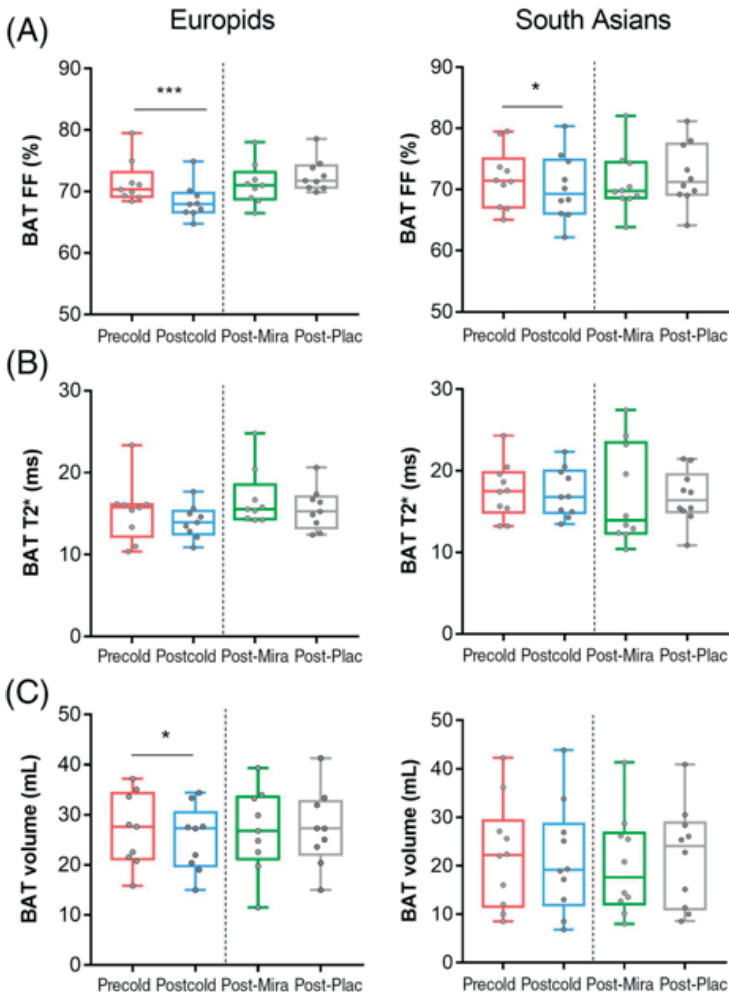 (A)
Europids
South Asians
BAT FF (%)
90
80
70
60
50
***
Precold Postcold Post-Mira Post-Plac
BAT FF (%)
90
80
70
60
50
*
Precold Postcold Post-Mira Post-Plac
(B)
BAT T2* (ms)
30
20
10
0
Precold Postcold Post-Mira Post-Plac
BAT T2* (ms)
30
20
10
0
Precold Postcold Post-Mira Post-Plac
(C)
BAT volume (mL)
50
40
30
20
10
0
*
Precold Postcold Post-Mira Post-Plac
BAT volume (mL)
50
40
30
20
10
0
Precold Postcold Post-Mira Post-Plac